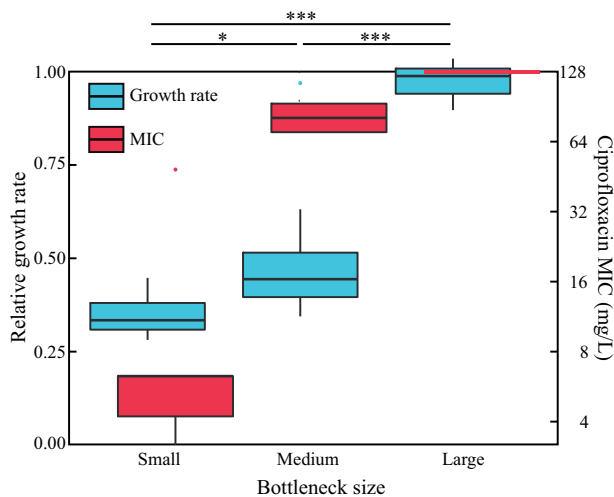 ***
* ***
1.00
0.75
0.50
0.25
0.00
Relative growth rate
Growth rate
MIC
128
64
32
16
8
4
Ciprofloxacin MIC (mg/L)
Small Medium Large
Bottleneck size